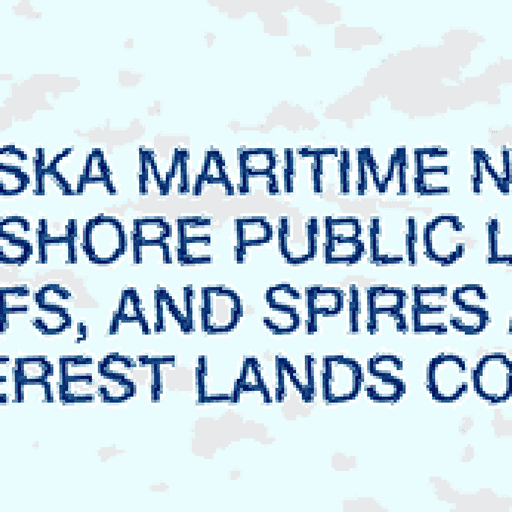 SKA MARITIME N
SHORE PUBLIC L
FS, AND SPIRES
EREST LANDS CO